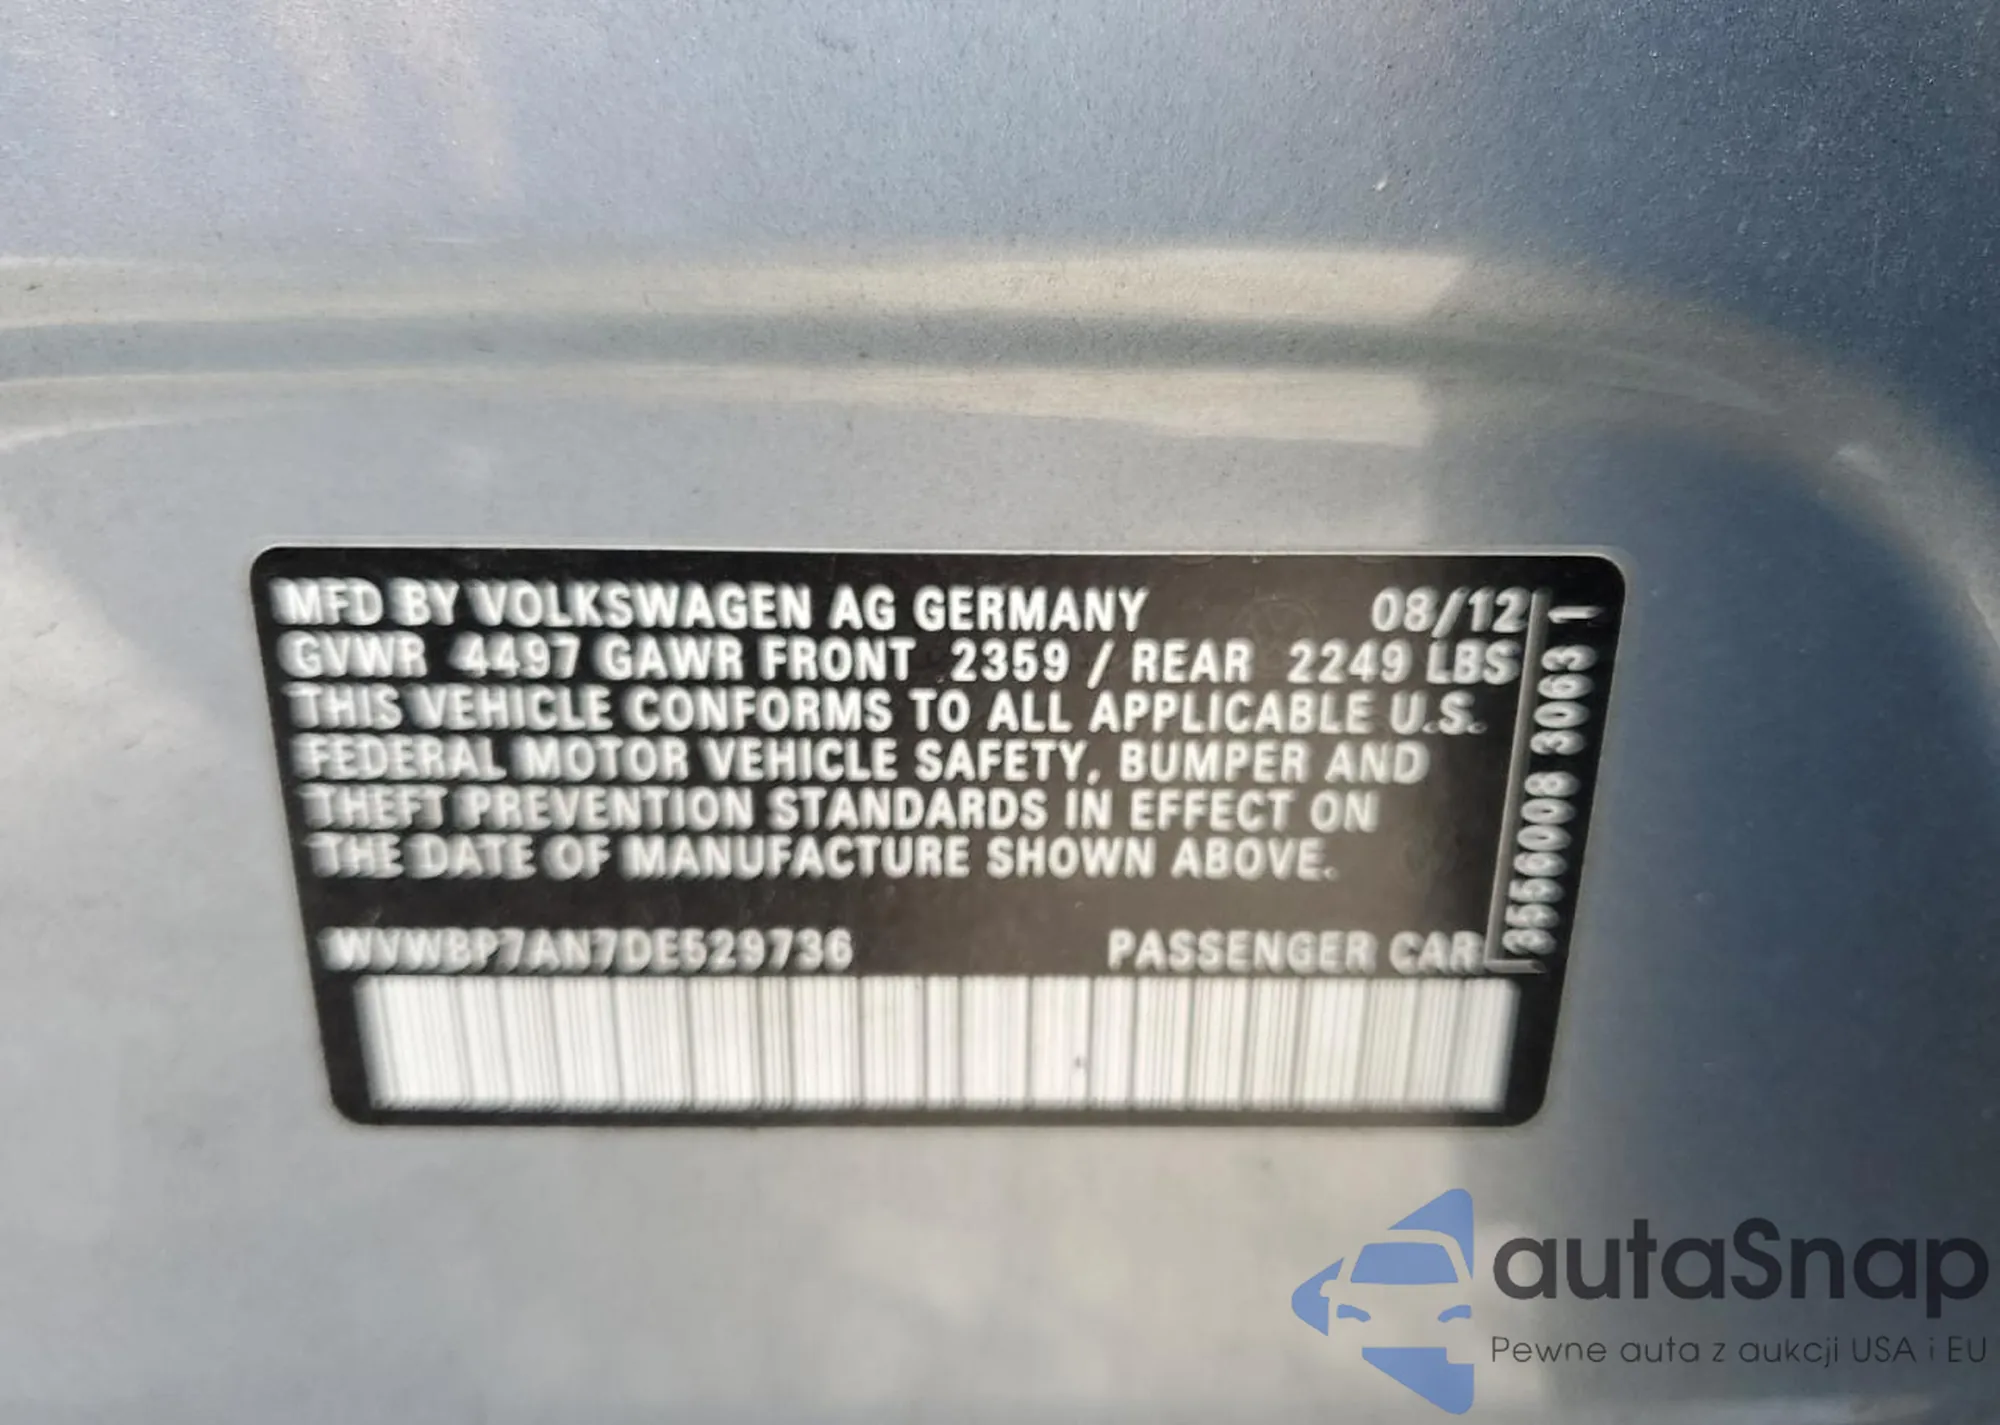 MFD BY VOLKSWAGEN AG GERMANY 08/12
GVWR 4497 GAWR FRONT 2359 / REAR 2249 LBS
THIS VEHICLE CONFORMS TO ALL APPLICABLE U.S.
FEDERAL MOTOR VEHICLE SAFETY, BUMPER AND
THEFT PREVENTION STANDARDS IN EFFECT ON
THE DATE OF MANUFACTURE SHOWN ABOVE.
WVWBP7AN7DE529736 PASSENGER CAR
3556008 3063 1
autaSnap
Pewne auta z aukcji USA i EU